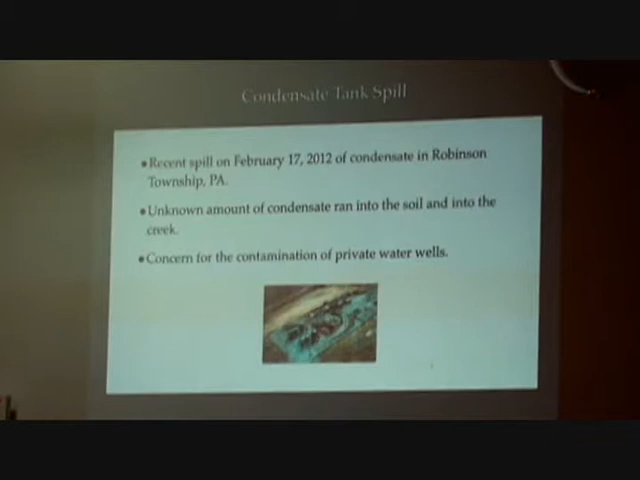 Condensate Tank Spill
•Recent spill on February 17, 2012 of condensate in Robinson
Township, PA.
•Unknown amount of condensate ran into the soil and into the
creek.
•Concern for the contamination of private water wells.